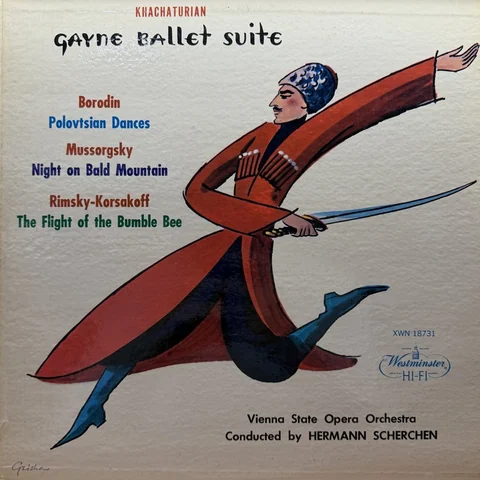 KHACHATURIAN
GAYNE BALLET SUITE
Borodin
Polovtsian Dances
Mussorgsky
Night on Bald Mountain
Rimsky-Korsakoff
The Flight of the Bumble Bee
XWN 18731
Westminster
HI-FI
Vienna State Opera Orchestra
Conducted by HERMANN SCHERCHEN